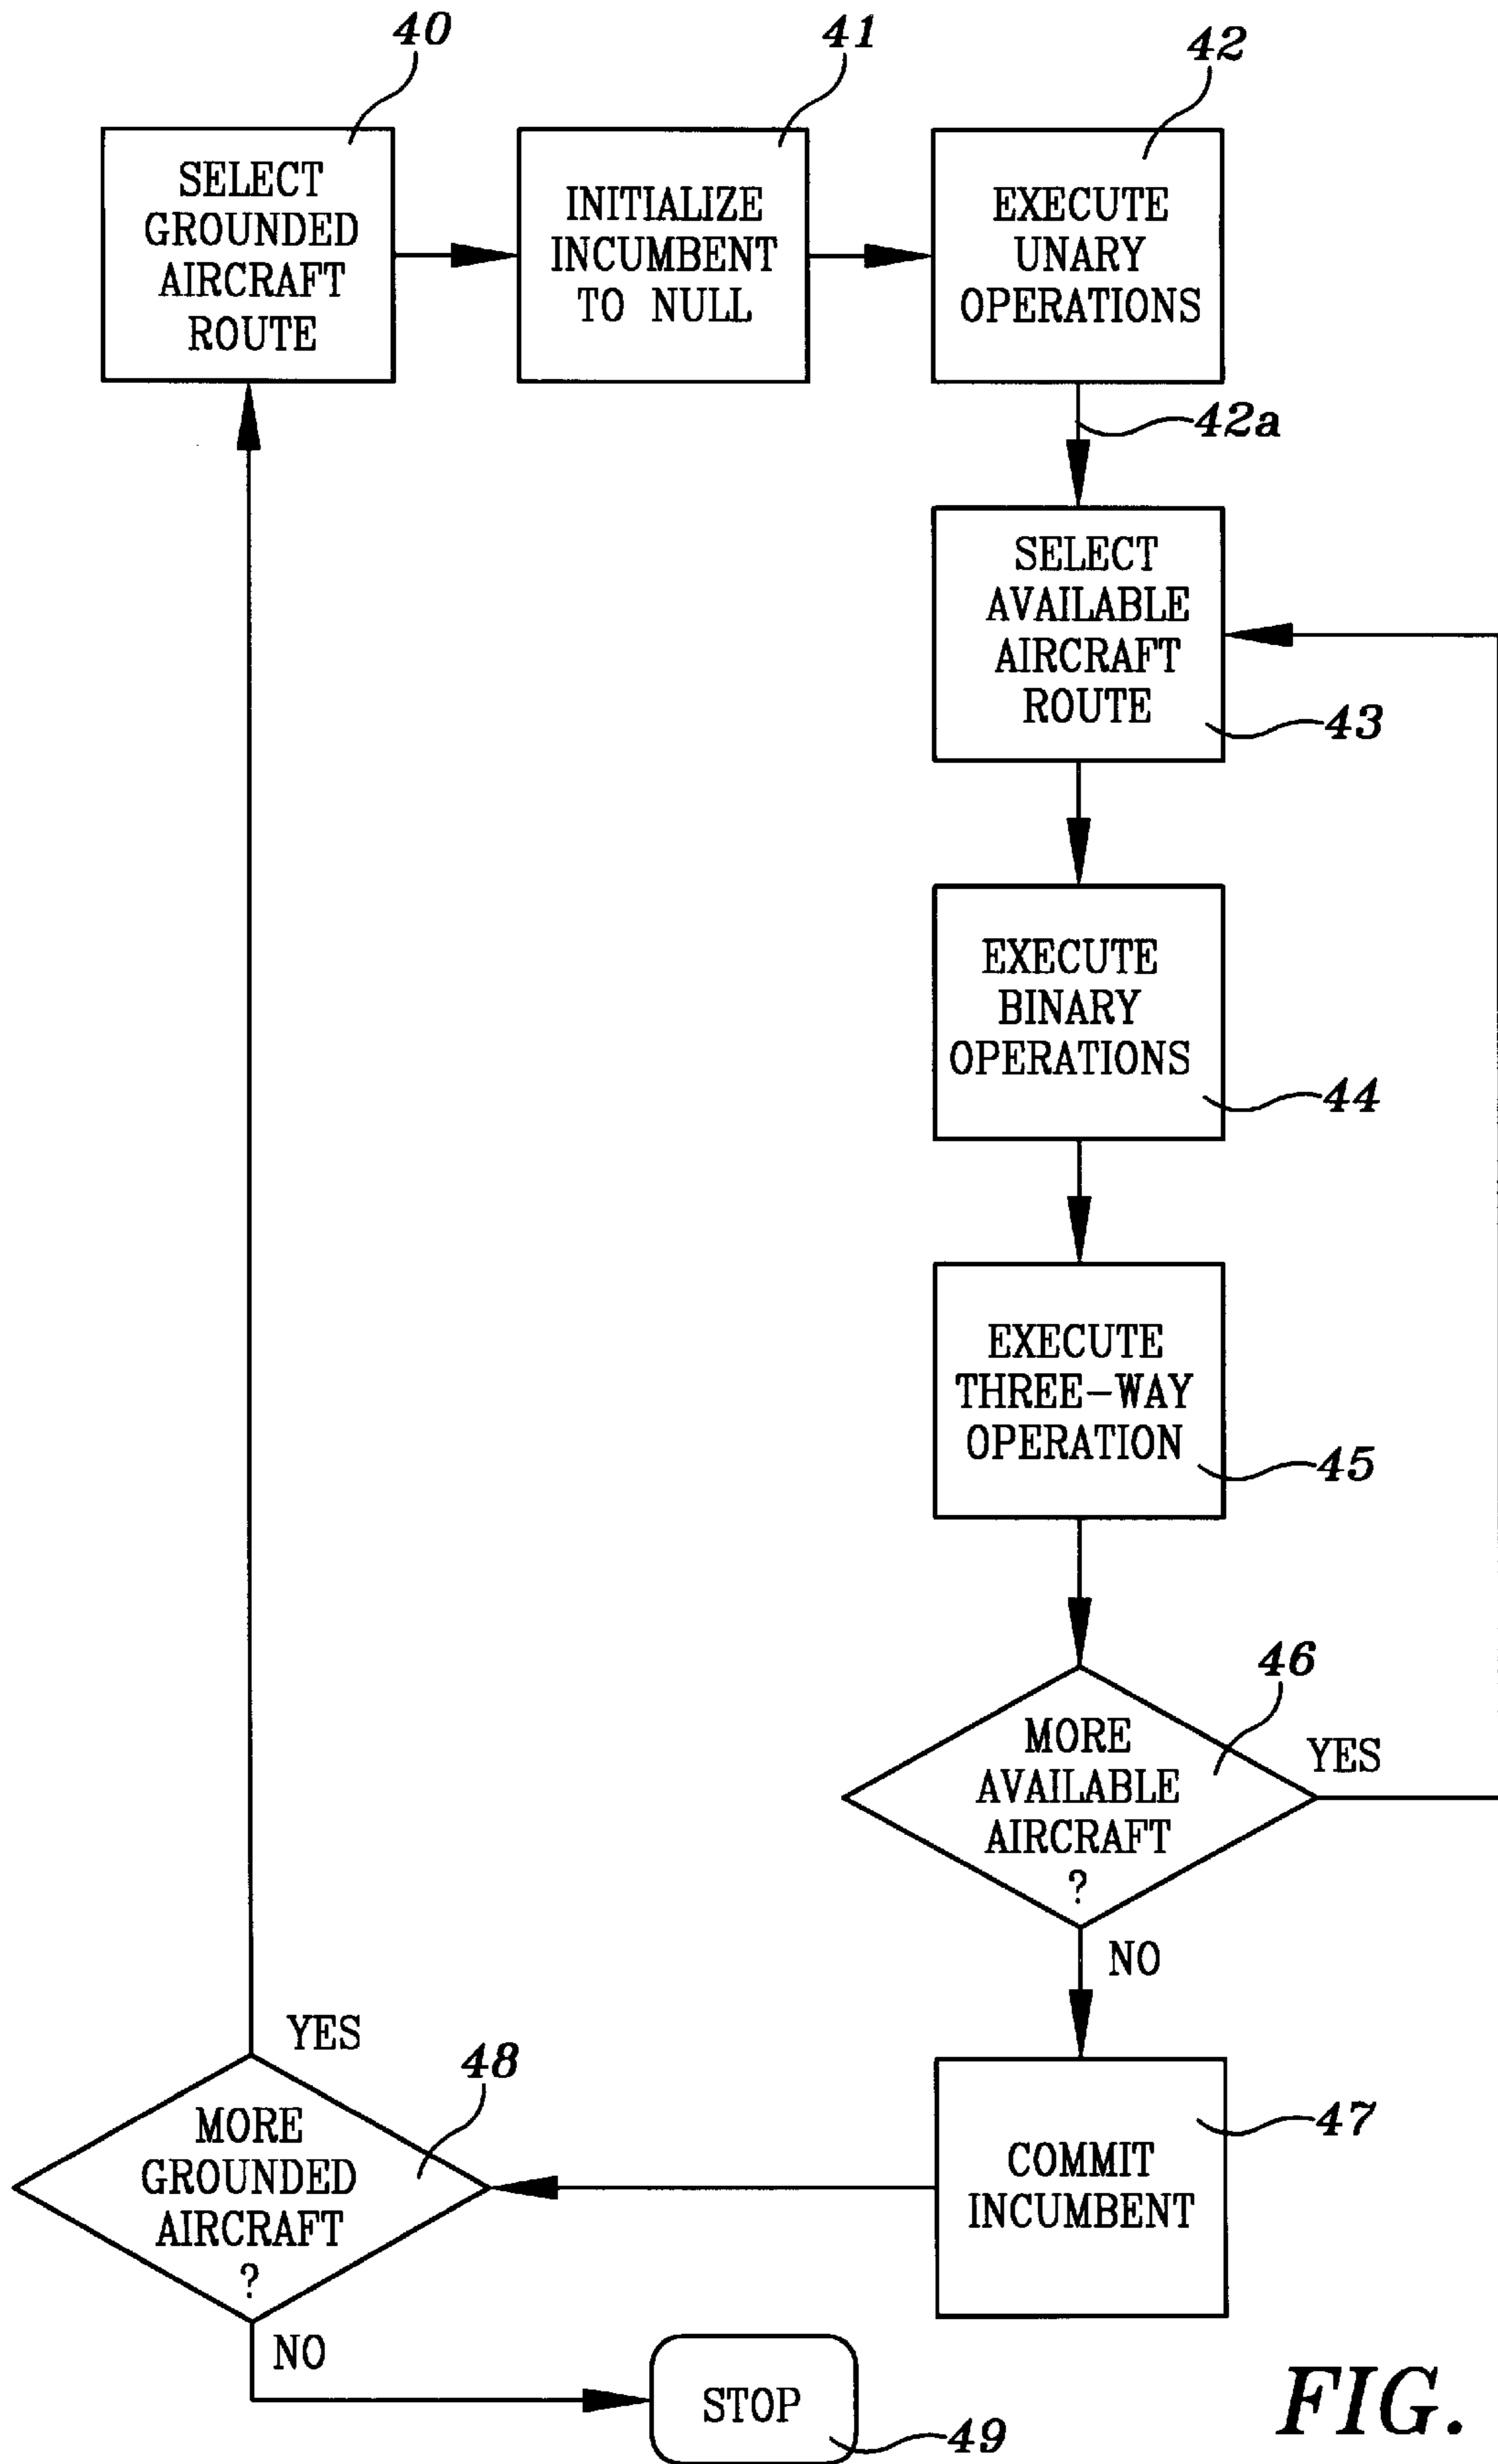 40
41
42
SELECT
GROUNDED
AIRCRAFT
ROUTE
INITIALIZE
INCUMBENT
TO NULL
EXECUTE
UNARY
OPERATIONS
42a
SELECT
AVAILABLE
AIRCRAFT
ROUTE
43
EXECUTE
BINARY
OPERATIONS
44
EXECUTE
THREE-WAY
OPERATION
45
46
MORE
AVAILABLE
AIRCRAFT
?
YES
NO
47
COMMIT
INCUMBENT
YES
48
MORE
GROUNDED
AIRCRAFT
?
NO
STOP
49
FIG.